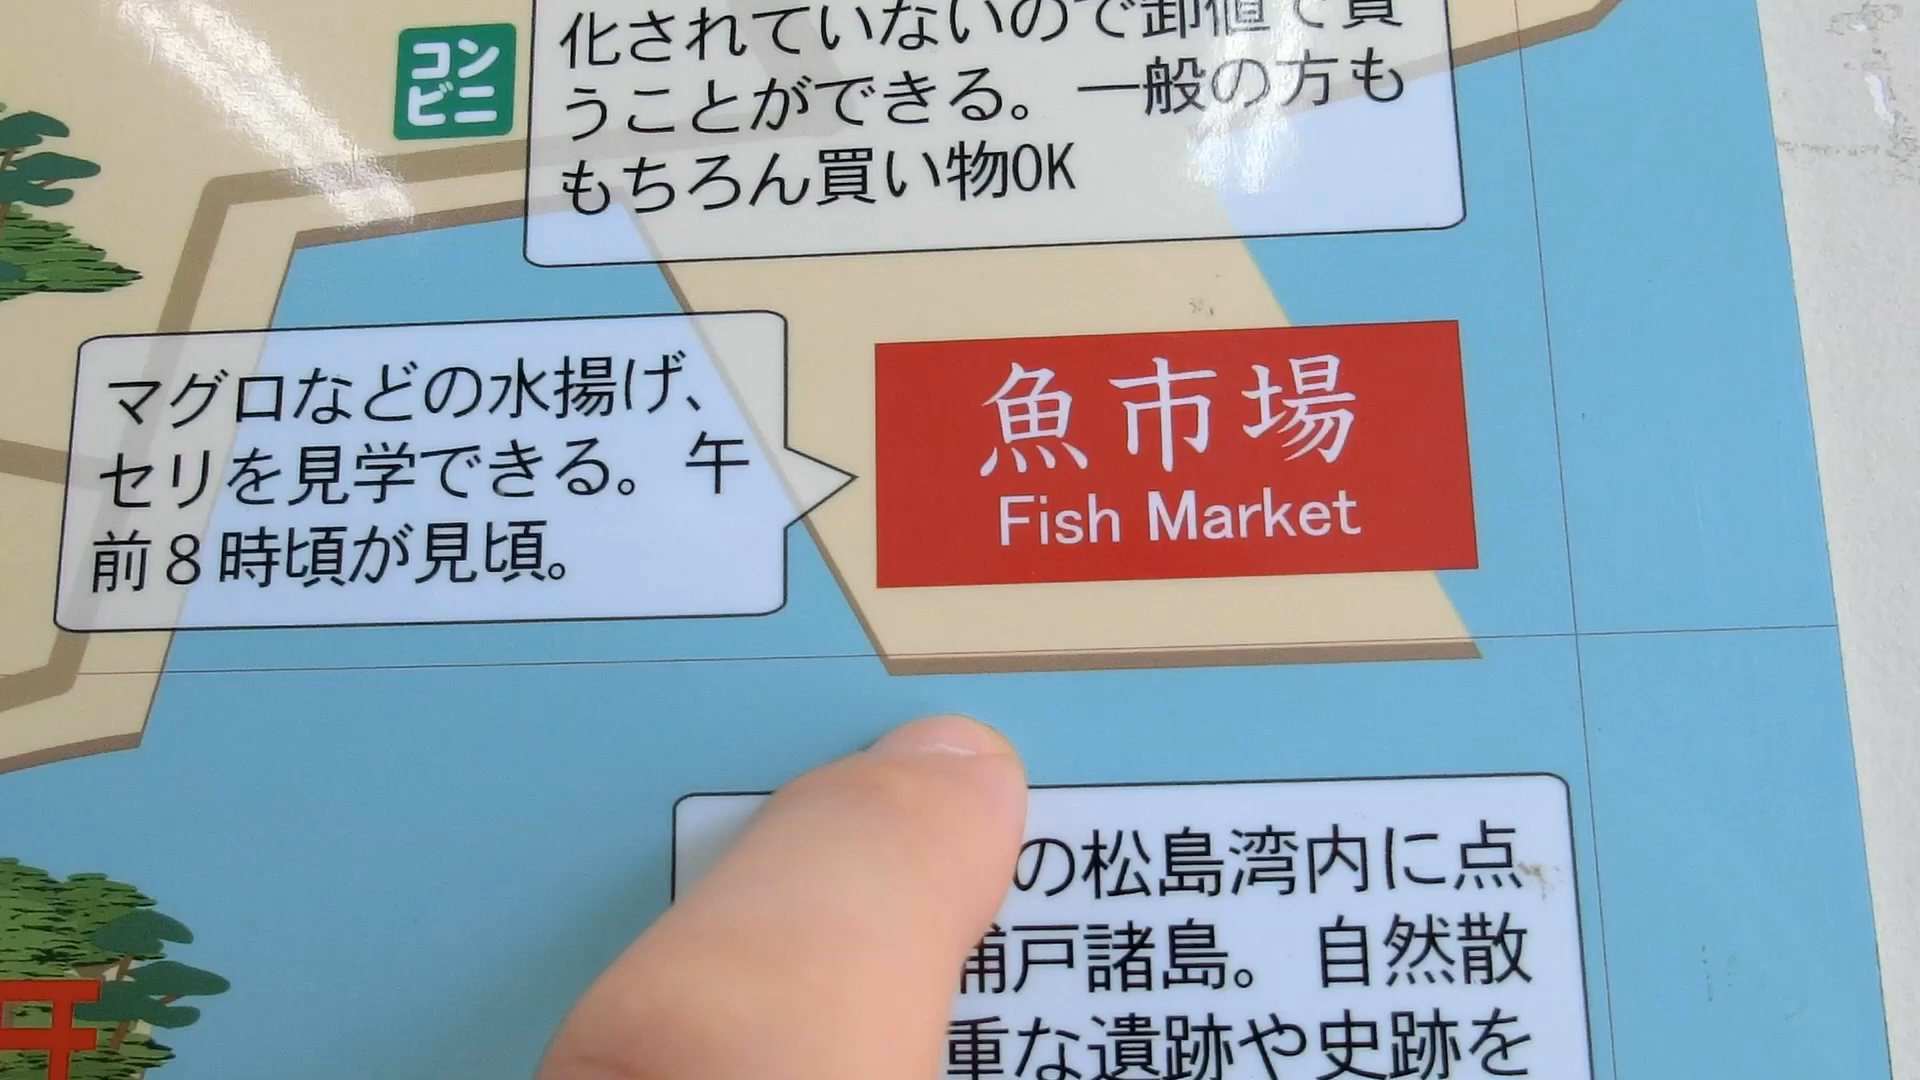 コン
ビニ
化されていないので卸値で買
うことができる。一般の方も
もちろん買い物OK
マグロなどの水揚げ、
セリを見学できる。午
前８時頃が見頃。
魚市場
Fish Market
の松島湾内に点
浦戸諸島。自然散
重な遺跡や史跡を